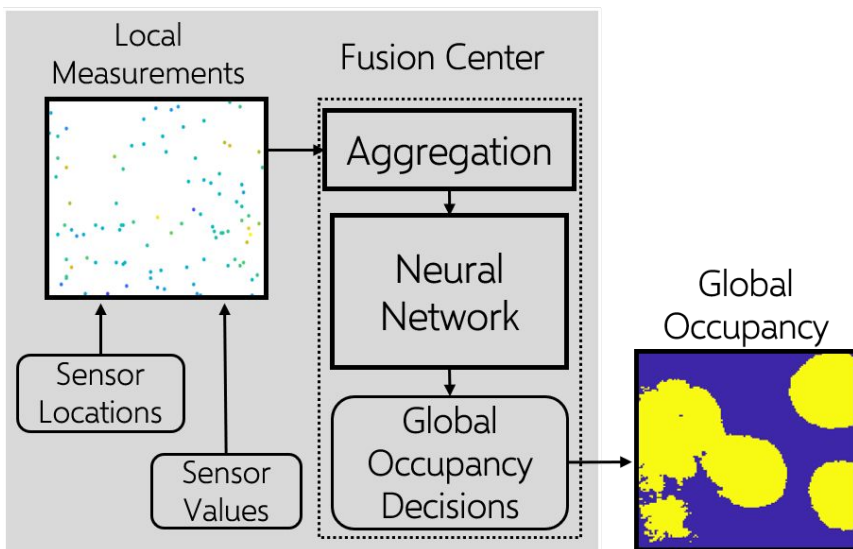 Local
Measurements
Fusion Center
Aggregation
Neural
Network
Global
Occupancy
Sensor
Locations
Global
Occupancy
Decisions
Sensor
Values